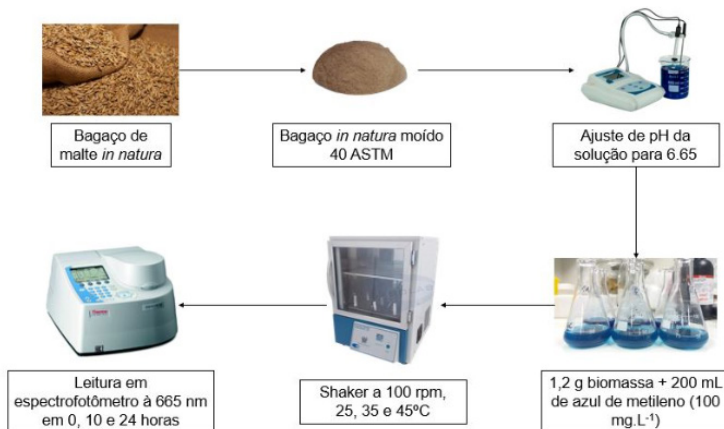 Bagaço de
malte in natura
Bagaço in natura moído
40 ASTM
Ajuste de pH da
solução para 6.65
Leitura em
espectrofotômetro à 665 nm
em 0, 10 e 24 horas
Shaker a 100 rpm,
25, 35 e 45ºC
1,2 g biomassa + 200 mL
de azul de metileno (100
mg.L⁻¹)